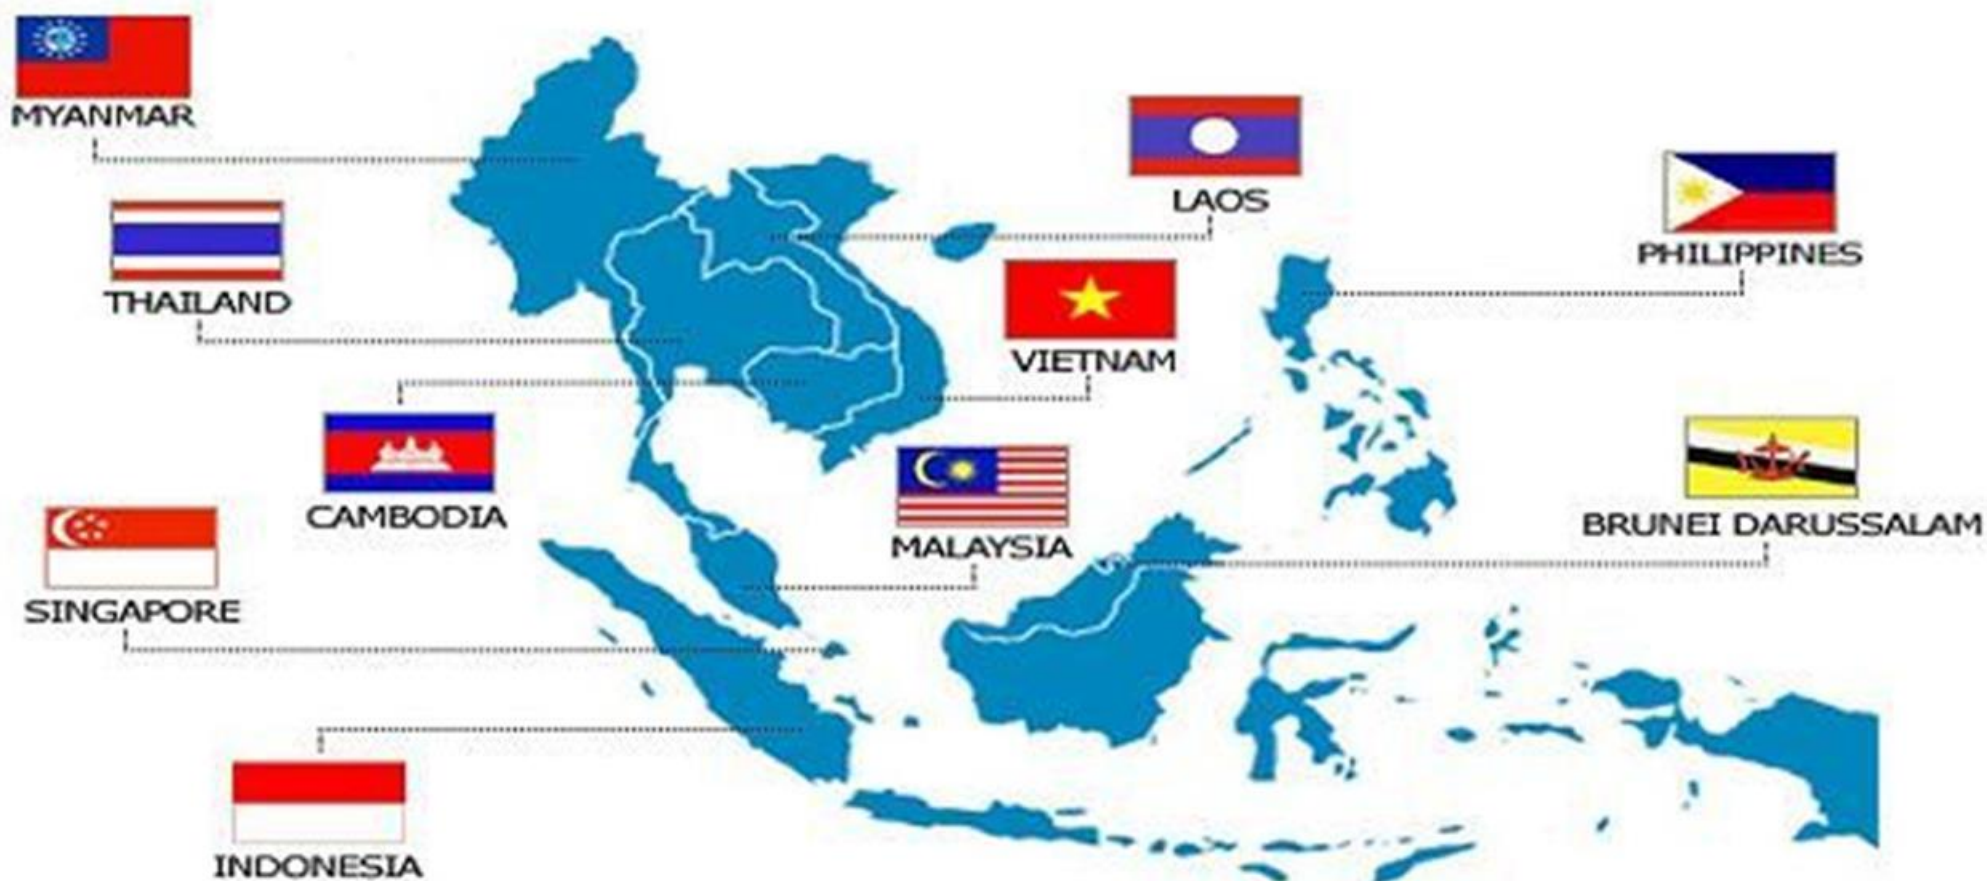 MYANMAR
LAOS
PHILIPPINES
THAILAND
VIETNAM
CAMBODIA
BRUNEI DARUSSALAM
MALAYSIA
SINGAPORE
INDONESIA